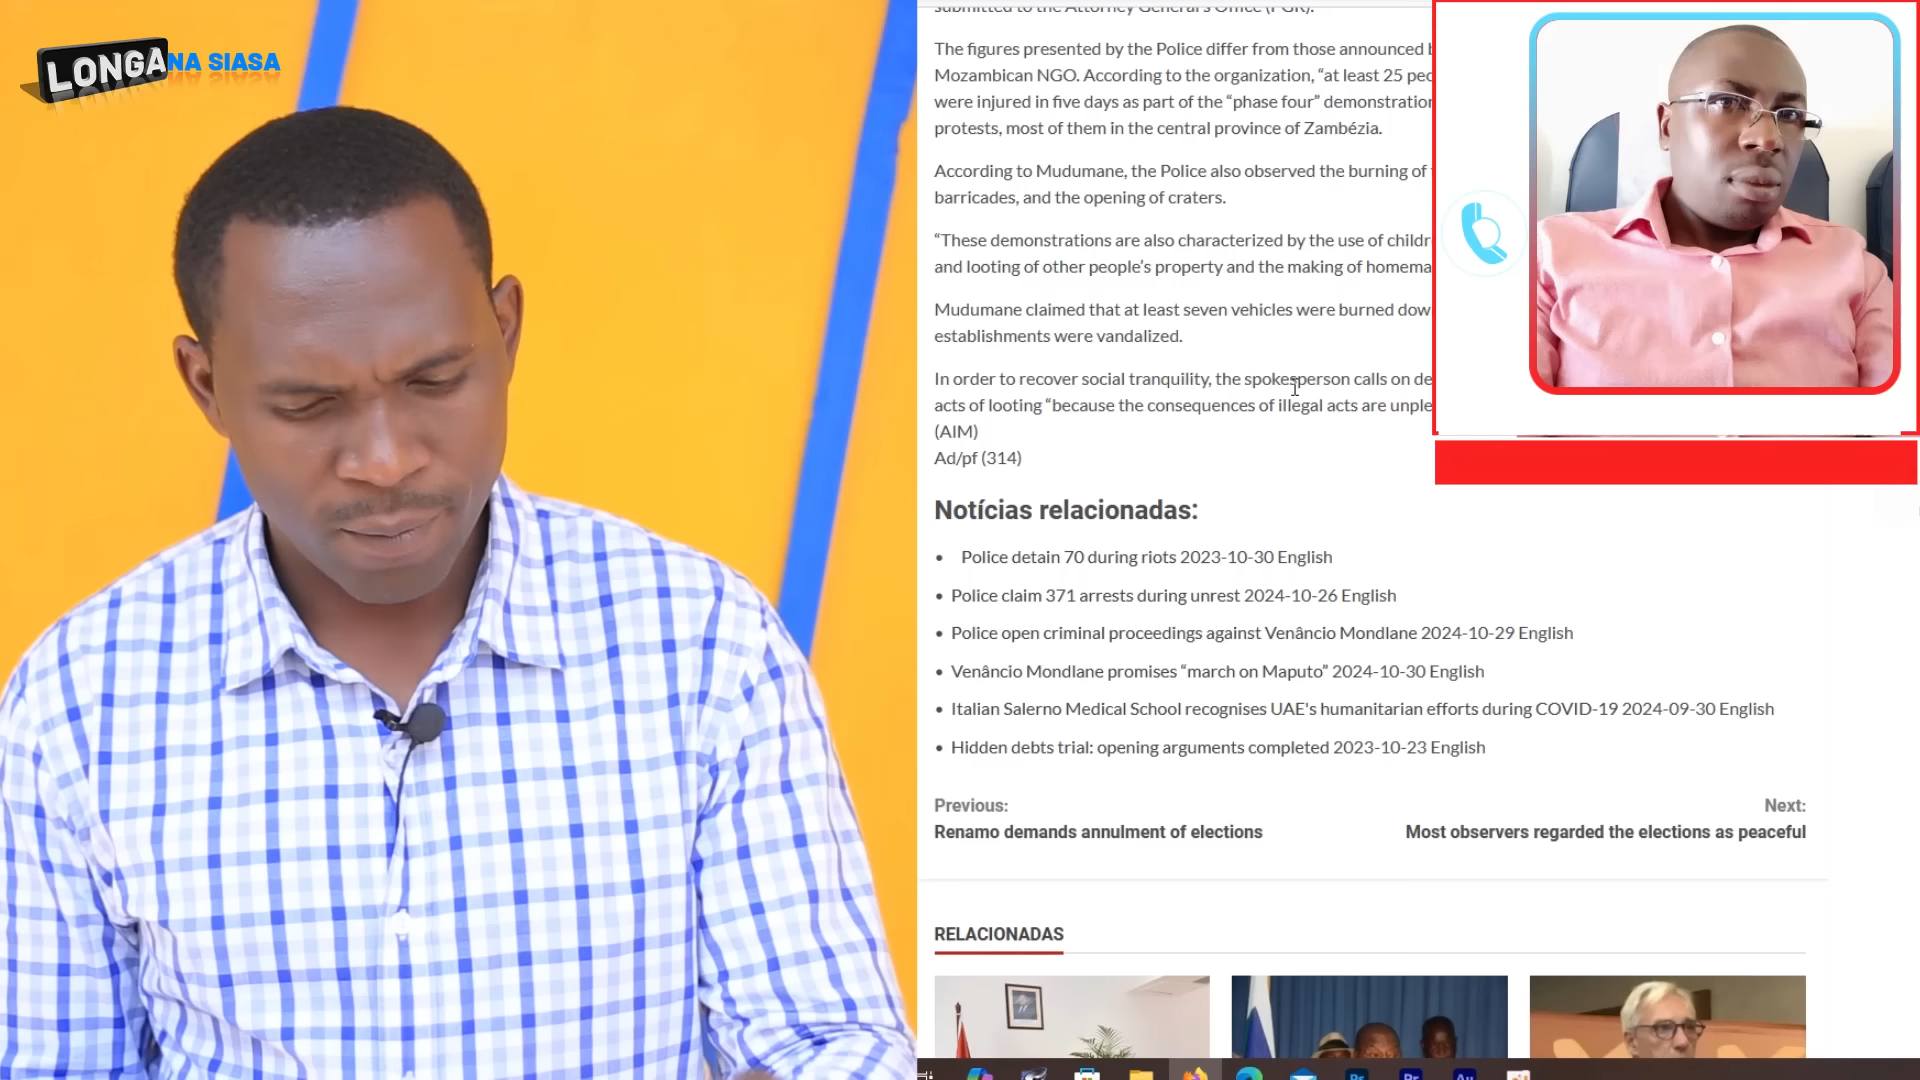 LONGA NA SIASA
submitted to the Attorney General's Office (PGR).
The figures presented by the Police differ from those announced
Mozambican NGO. According to the organization, “at least 25
were injured in five days as part of the “phase four”
protests, most of them in the central province of Zambézia.
According to Mudumane, the Police also observed the burning of
barricades, and the opening of craters.
“These demonstrations are also characterized by the use of
and looting of other people’s property and the making of
Mudumane claimed that at least seven vehicles were burned
establishments were vandalized.
In order to recover social tranquility, the spokesperson calls on
acts of looting “because the consequences of illegal acts are
(AIM)
Ad/pf (314)
Notícias relacionadas:
• Police detain 70 during riots 2023-10-30 English
• Police claim 371 arrests during unrest 2024-10-26 English
• Police open criminal proceedings against Venâncio Mondlane 2024-10-29 English
• Venâncio Mondlane promises “march on Maputo” 2024-10-30 English
• Italian Salerno Medical School recognises UAE's humanitarian efforts during COVID-19 2024-09-30 English
• Hidden debts trial: opening arguments completed 2023-10-23 English
Previous:
Renamo demands annulment of elections
Next:
Most observers regarded the elections as peaceful
RELACIONADAS